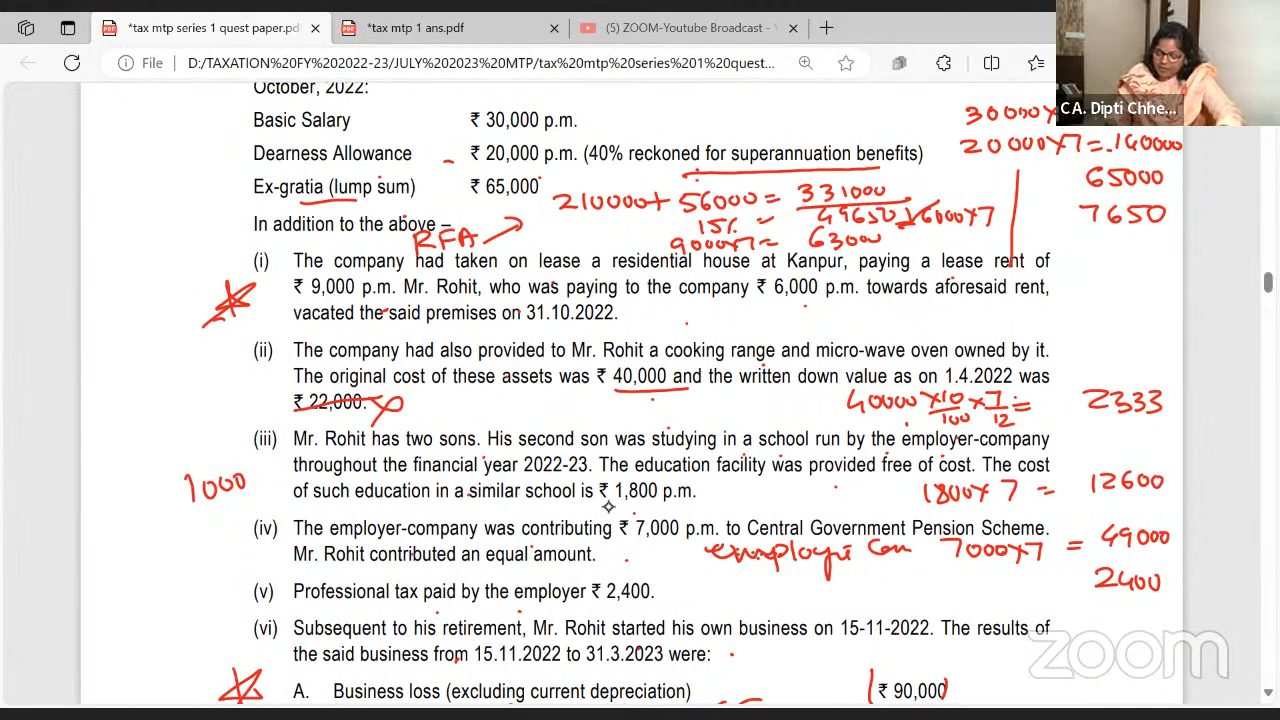 *tax mtp series 1 quest paper.pdf
*tax mtp 1 ans.pdf
(5) ZOOM-Youtube Broadcast -
File
D:/TAXATION%20FY%202022-23/JULY%202023%20MTP/tax%20mtp%20series%201%20quest...
C A. Dipti Chhe...
October, 2022:
Basic Salary ₹ 30,000 p.m.
30000×
Dearness Allowance ₹ 20,000 p.m. (40% reckoned for superannuation benefits)
20000×7=140000
Ex-gratia (lump sum) ₹ 65,000
65000
210000+ 56000 = 331000
In addition to the above –
15% = 49650 - 6000×7
7650
RFA
9000×7= 63000
(i) The company had taken on lease a residential house at Kanpur, paying a lease rent of
₹ 9,000 p.m. Mr. Rohit, who was paying to the company ₹ 6,000 p.m. towards aforesaid rent,
vacated the said premises on 31.10.2022.
(ii) The company had also provided to Mr. Rohit a cooking range and micro-wave oven owned by it.
The original cost of these assets was ₹ 40,000 and the written down value as on 1.4.2022 was
₹ 22,000.
40000 × 10/100 × 7/12 = 2333
(iii) Mr. Rohit has two sons. His second son was studying in a school run by the employer-company
throughout the financial year 2022-23. The education facility was provided free of cost. The cost
of such education in a similar school is ₹ 1,800 p.m.
1000
1800× 7 = 12600
(iv) The employer-company was contributing ₹ 7,000 p.m. to Central Government Pension Scheme.
Mr. Rohit contributed an equal amount.
7000×7 = 49000
(v) Professional tax paid by the employer ₹ 2,400.
2400
(vi) Subsequent to his retirement, Mr. Rohit started his own business on 15-11-2022. The results of
the said business from 15.11.2022 to 31.3.2023 were:
A. Business loss (excluding current depreciation) ₹ 90,000
zoom